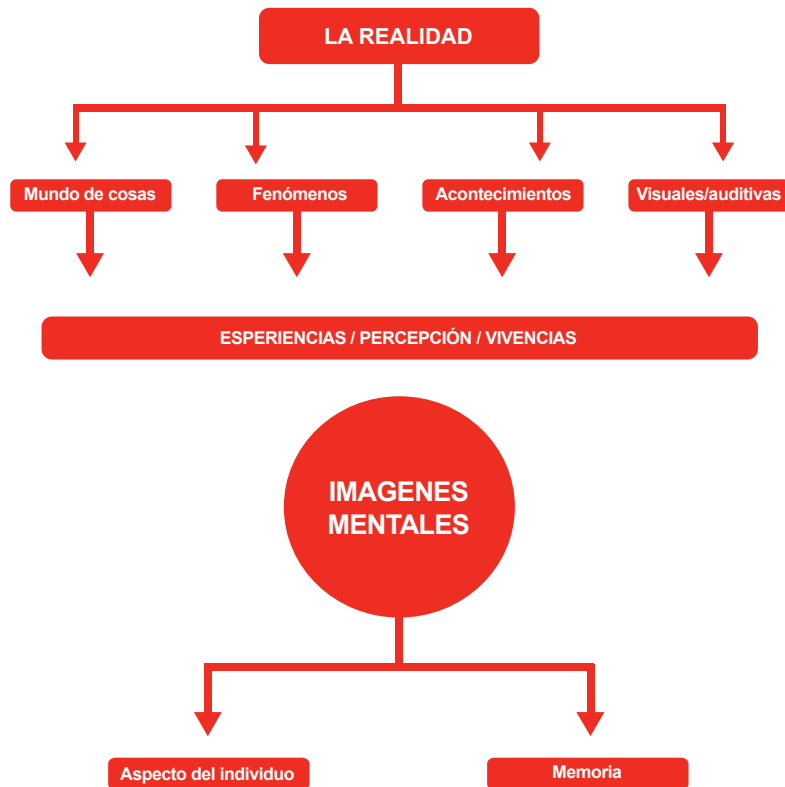 LA REALIDAD
Mundo de cosas
Fenómenos
Acontecimientos
Visuales/auditivas
ESPERIENCIAS / PERCEPCIÓN / VIVENCIAS
IMAGENES
MENTALES
Aspecto del individuo
Memoria